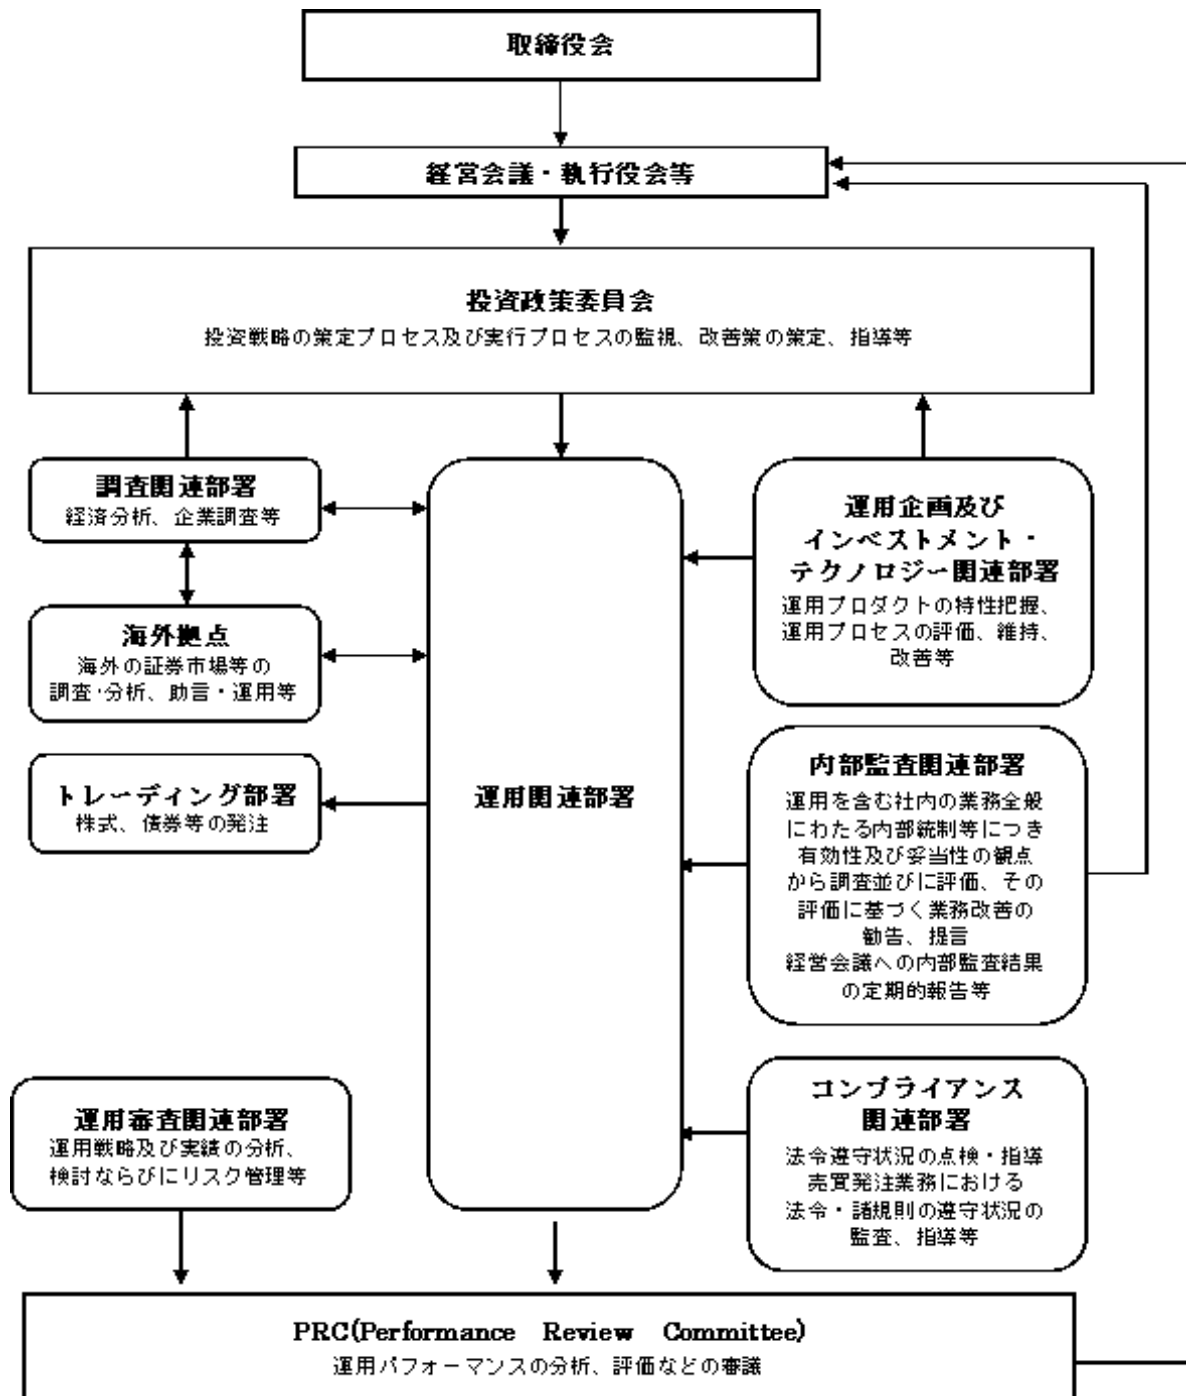 取締役会
経営会議・執行役会等
投資政策委員会
投資戦略の策定プロセス及び実行プロセスの監視、改善策の策定、指導等
調査関連部署
経済分析、企業調査等
海外拠点
海外の証券市場等の
調査・分析、助言・運用等
トレーディング部署
株式、債券等の発注
運用関連部署
運用企画及び
インベストメント・
テクノロジー関連部署
運用プロダクトの特性把握、
運用プロセスの評価、維持、
改善等
内部監査関連部署
運用を含む社内の業務全般
にわたる内部統制等につき
有効性及び妥当性の観点
から調査並びに評価、その
評価に基づく業務改善の
勧告、提言
経営会議への内部監査結果
の定期的報告等
運用審査関連部署
運用戦略及び実績の分析、
検討ならびにリスク管理等
コンプライアンス
関連部署
法令遵守状況の点検・指導
売買発注業務における
法令・諸規則の遵守状況の
監査、指導等
PRC(Performance Review Committee)
運用パフォーマンスの分析、評価などの審議